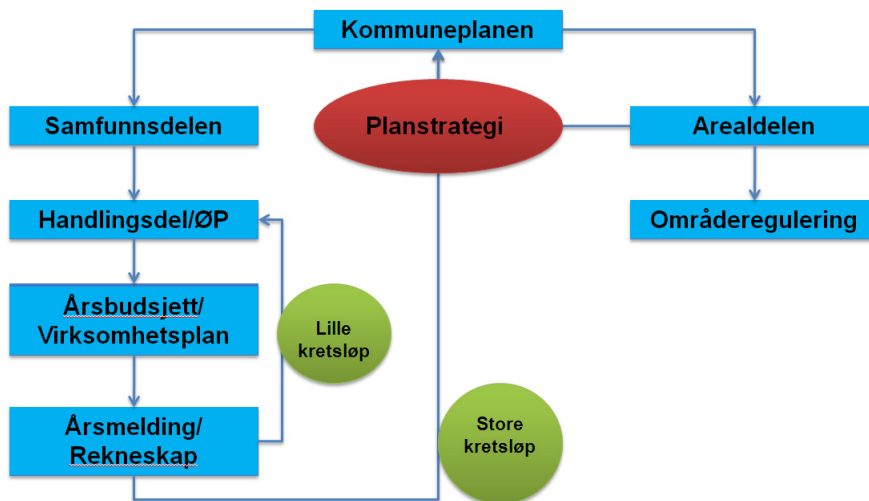 Kommuneplanen
Samfunnsdelen
Planstrategi
Arealdelen
Handlingsdel/ØP
Områderegulering
Årsbudsjett/
Virksomhetsplan
Lille
kretsløp
Årsmelding/
Rekneskap
Store
kretsløp